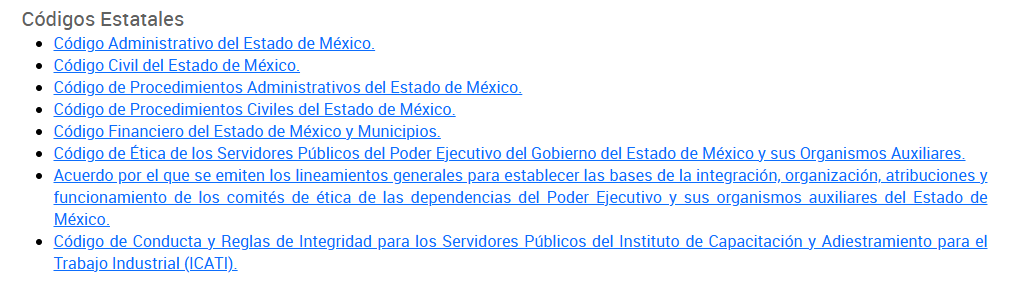 Códigos Estatales
Código Administrativo del Estado de México.
Código Civil del Estado de México.
Código de Procedimientos Administrativos del Estado de México.
Código de Procedimientos Civiles del Estado de México.
Código Financiero del Estado de México y Municipios.
Código de Ética de los Servidores Públicos del Poder Ejecutivo del Gobierno del Estado de México y sus Organismos Auxiliares.
Acuerdo por el que se emiten los lineamientos generales para establecer las bases de la integración, organización, atribuciones y
funcionamiento de los comités de ética de las dependencias del Poder Ejecutivo y sus organismos auxiliares del Estado de
México.
Código de Conducta y Reglas de Integridad para los Servidores Públicos del Instituto de Capacitación y Adiestramiento para el
Trabajo Industrial (ICATI).